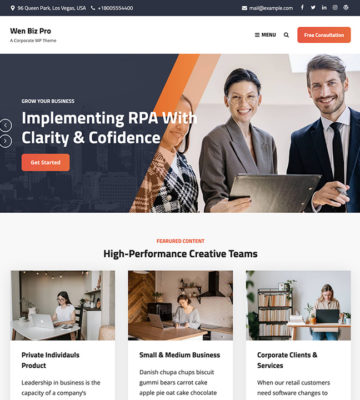 96 Queen Park, Los Vegas, USA +18005554400 mail@example.com
Wen Biz Pro
A Corporate WP Theme
MENU
Free Consultation
GROW YOUR BUSINESS
Implementing RPA With
Clarity & Cofidence
Get Started
FEARURED CONTENT
High-Performance Creative Teams
Private Individauls
Product
Leadership in business is the
capacity of a company's
Small & Medium Business
Danish chupa chups biscuit
gummi bears carrot cake
apple pie oat cake chocolate
Corporate Clients &
Services
When our retail customers
need software changes to